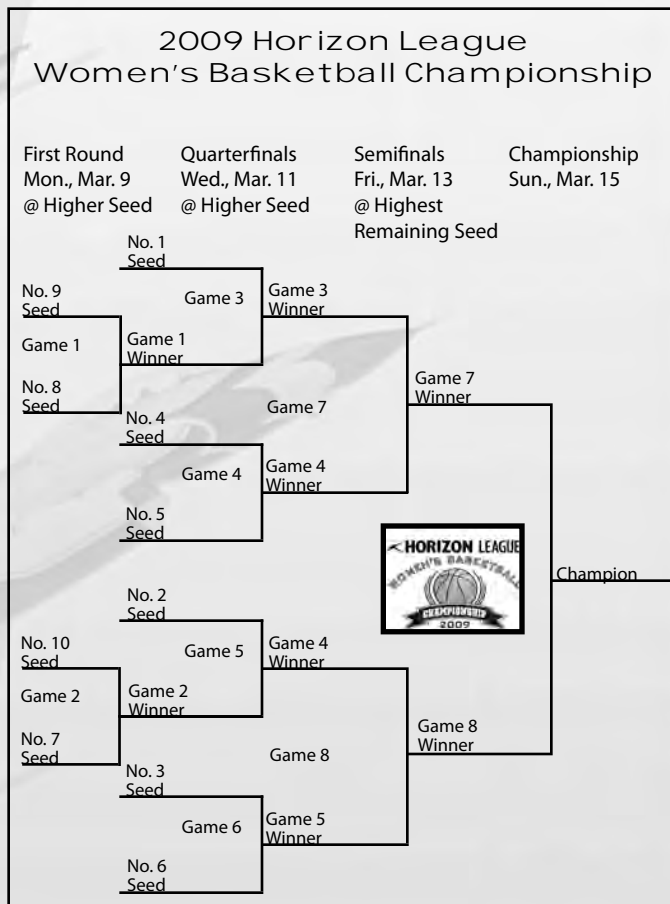 2009 Horizon League
Women's Basketball Championship
First Round
Mon., Mar. 9
@ Higher Seed
Quarterfinals
Wed., Mar. 11
@ Higher Seed
Semifinals
Fri., Mar. 13
@ Highest
Remaining Seed
Championship
Sun., Mar. 15
No. 1
Seed
Game 3
Game 3
Winner
No. 9
Seed
Game 1
Game 1
Winner
No. 8
Seed
Game 7
Game 7
Winner
No. 4
Seed
Game 4
Game 4
Winner
No. 5
Seed
HORIZON LEAGUE
WOMEN'S BASKETBALL
CHAMPIONSHIP
2009
Champion
No. 2
Seed
Game 5
Game 4
Winner
No. 10
Seed
Game 2
Game 2
Winner
No. 7
Seed
Game 8
Game 8
Winner
No. 3
Seed
Game 6
Game 5
Winner
No. 6
Seed